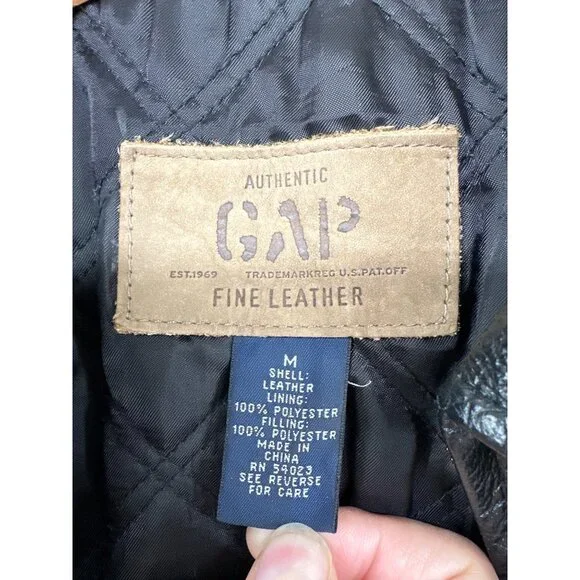 AUTHENTIC
GAP
EST.1969 TRADEMARKREG U.S.PAT.OFF
FINE LEATHER
M
SHELL:
LEATHER
LINING:
100% POLYESTER
FILLING:
100% POLYESTER
MADE IN
CHINA
RN 54023
SEE REVERSE
FOR CARE